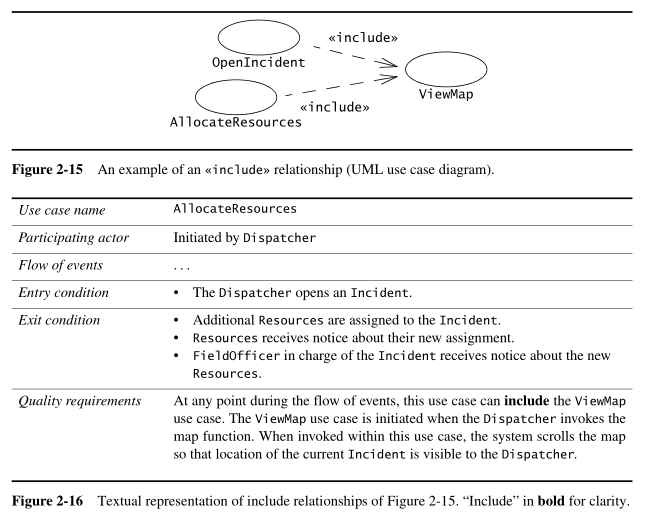 «include»
OpenIncident
ViewMap
«include»
AllocateResources
Figure 2-15 An example of an «include» relationship (UML use case diagram).
Use case name AllocateResources
Participating actor Initiated by Dispatcher
Flow of events ...
Entry condition • The Dispatcher opens an Incident.
Exit condition • Additional Resources are assigned to the Incident.
• Resources receives notice about their new assignment.
• FieldOfficer in charge of the Incident receives notice about the new
Resources.
Quality requirements At any point during the flow of events, this use case can include the ViewMap
use case. The ViewMap use case is initiated when the Dispatcher invokes the
map function. When invoked within this use case, the system scrolls the map
so that location of the current Incident is visible to the Dispatcher.
Figure 2-16 Textual representation of include relationships of Figure 2-15. “Include” in bold for clarity.